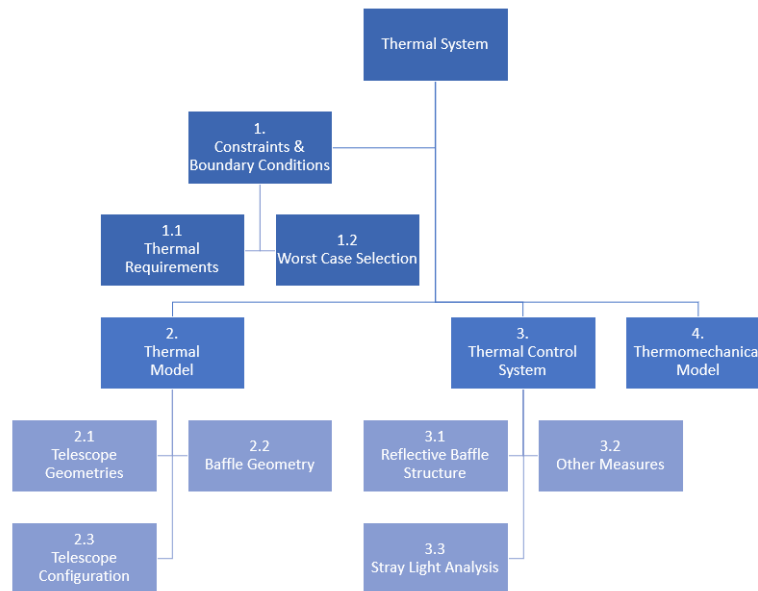 Thermal System
1.
Constraints &
Boundary Conditions
1.1
Thermal
Requirements
1.2
Worst Case Selection
2.
Thermal
Model
3.
Thermal Control
System
4.
Thermomechanical
Model
2.1
Telescope
Geometries
2.2
Baffle Geometry
3.1
Reflective Baffle
Structure
3.2
Other Measures
2.3
Telescope
Configuration
3.3
Stray Light Analysis